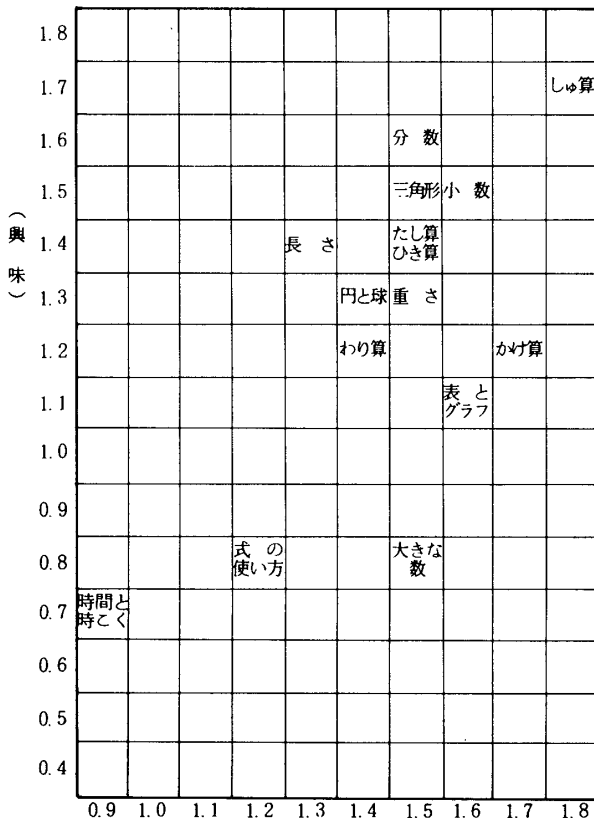 1.8
1.7 しゅ算
1.6 分 数
1.5 三角形 小 数
(興 味)
1.4 長 さ たし算
ひき算
1.3 円と球 重 さ
1.2 わり算 かけ算
1.1 表 と
グラフ
1.0
0.9
0.8 式 の 大きな
使い方 数
0.7 時間と
時こく
0.6
0.5
0.4
0.9 1.0 1.1 1.2 1.3 1.4 1.5 1.6 1.7 1.8